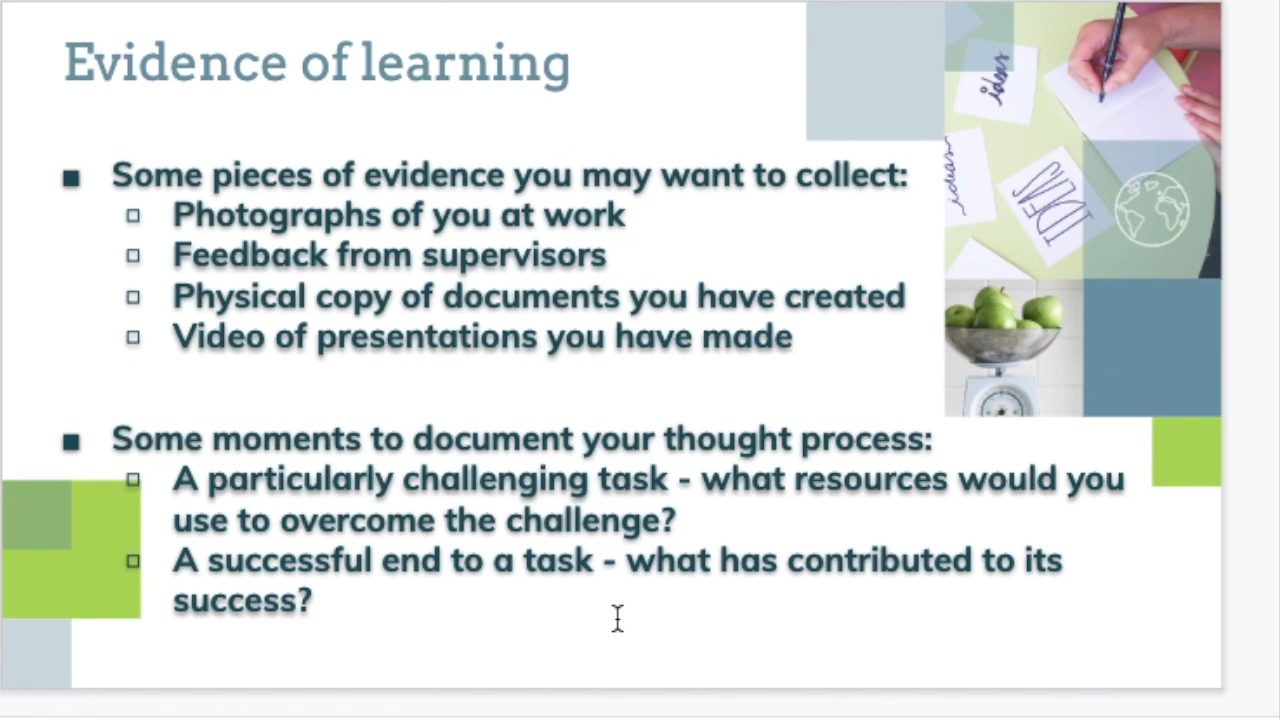 Evidence of learning
Some pieces of evidence you may want to collect:
Photographs of you at work
Feedback from supervisors
Physical copy of documents you have created
Video of presentations you have made
Some moments to document your thought process:
A particularly challenging task - what resources would you
use to overcome the challenge?
A successful end to a task - what has contributed to its
success?
ideas
ideas
IDEAS